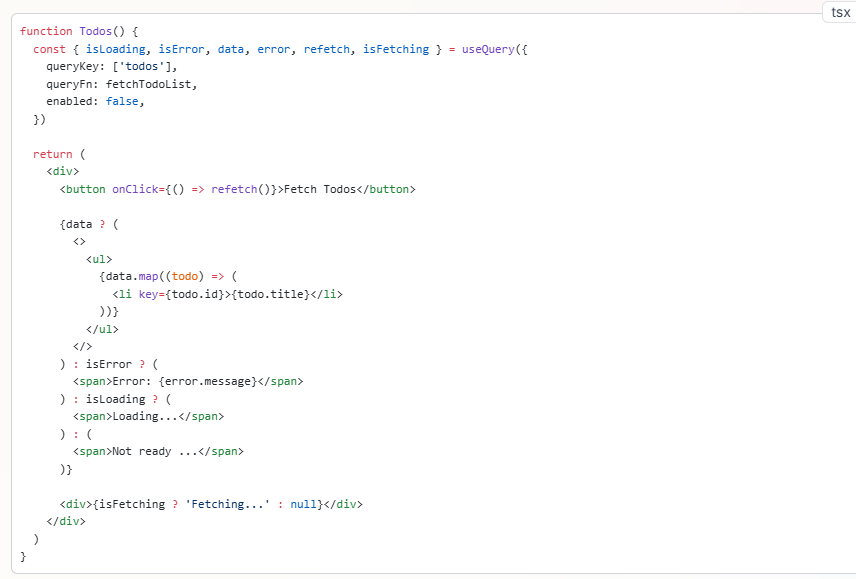 tsx
function Todos() {
  const { isLoading, isError, data, error, refetch, isFetching } = useQuery({
    queryKey: ['todos'],
    queryFn: fetchTodoList,
    enabled: false,
  })

  return (
    <div>
      <button onClick={() => refetch()}>Fetch Todos</button>

      {data ? (
        <>
          <ul>
            {data.map((todo) => (
              <li key={todo.id}>{todo.title}</li>
            ))}
          </ul>
        </>
      ) : isError ? (
        <span>Error: {error.message}</span>
      ) : isLoading ? (
        <span>Loading...</span>
      ) : (
        <span>Not ready ...</span>
      )}

      <div>{isFetching ? 'Fetching...' : null}</div>
    </div>
  )
}